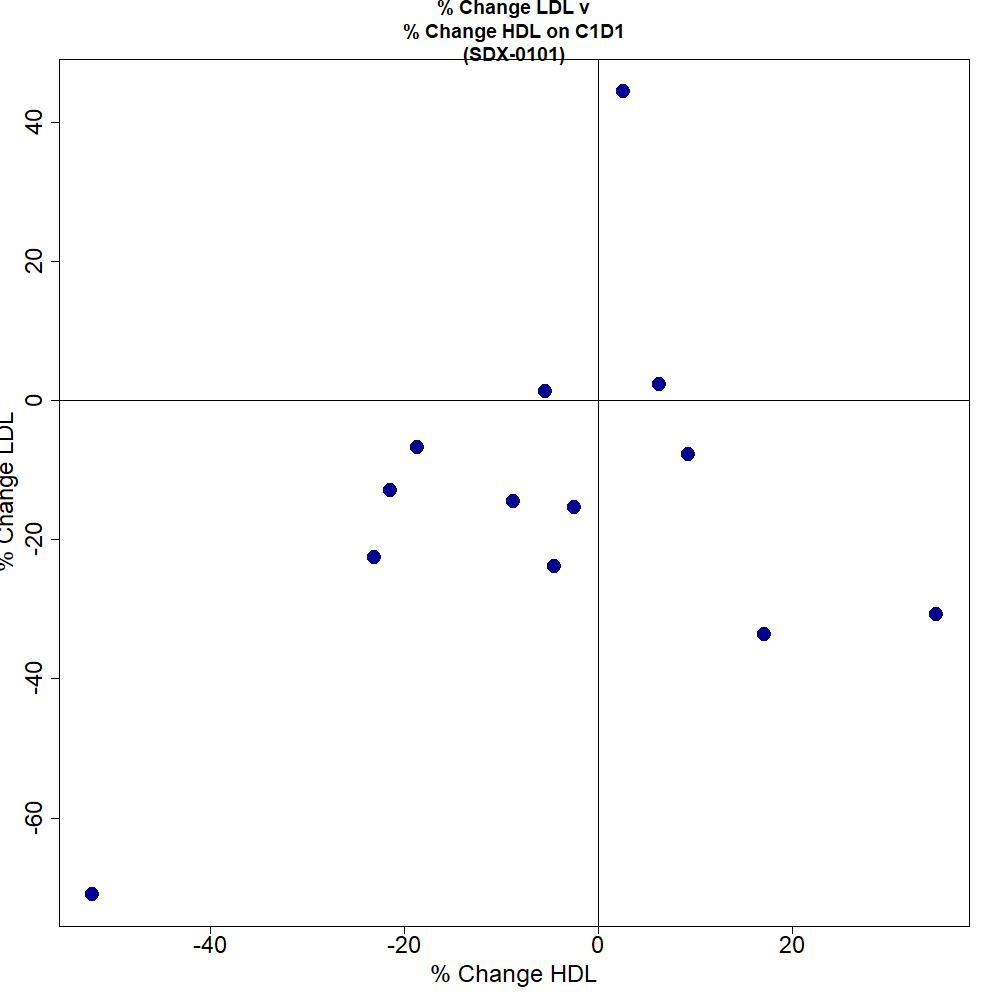 % Change LDL v
% Change HDL on C1D1
(SDX-0101)
40
20
0
-20
-40
-60
% Change LDL
-40
-20
0
20
% Change HDL